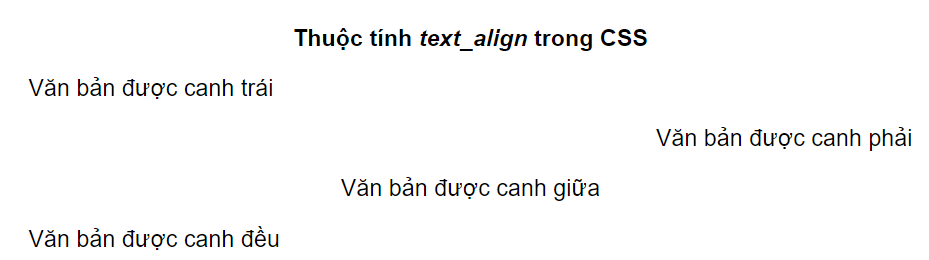 Thuộc tính text_align trong CSS
Văn bản được canh trái
Văn bản được canh phải
Văn bản được canh giữa
Văn bản được canh đều